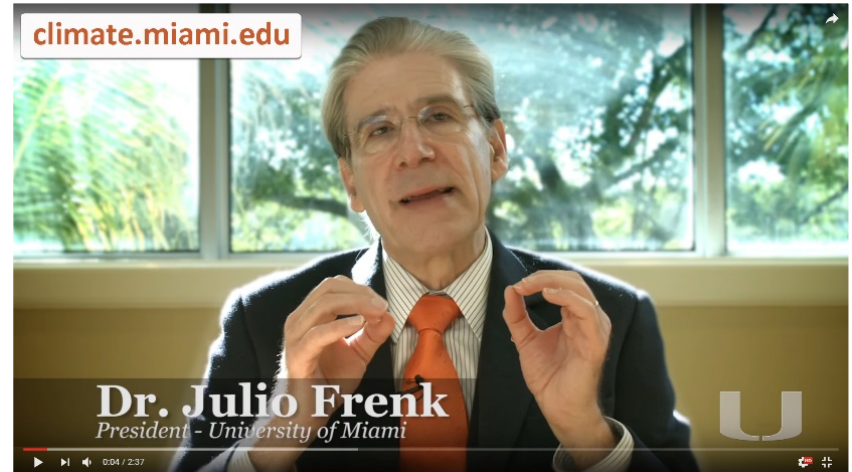 climate.miami.edu
Dr. Julio Frenk
President - University of Miami
U
0:04 / 2:37